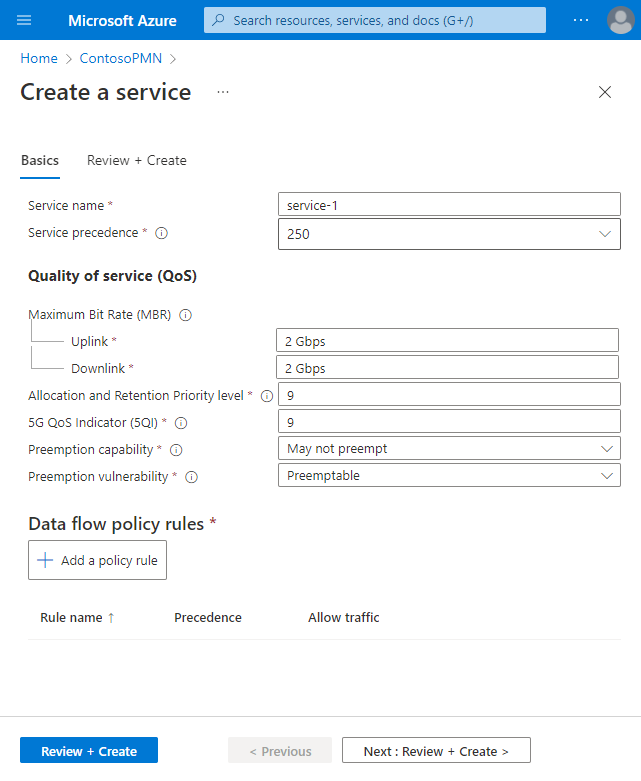 Microsoft Azure
Search resources, services, and docs (G+/)
Home > ContosoPMN >
Create a service ...
Basics Review + Create
Service name * service-1
Service precedence * 250
Quality of service (QoS)
Maximum Bit Rate (MBR)
Uplink * 2 Gbps
Downlink * 2 Gbps
Allocation and Retention Priority level * 9
5G QoS Indicator (5QI) * 9
Preemption capability * May not preempt
Preemption vulnerability * Preemptable
Data flow policy rules *
+ Add a policy rule
Rule name ↑ Precedence Allow traffic
Review + Create < Previous Next : Review + Create >